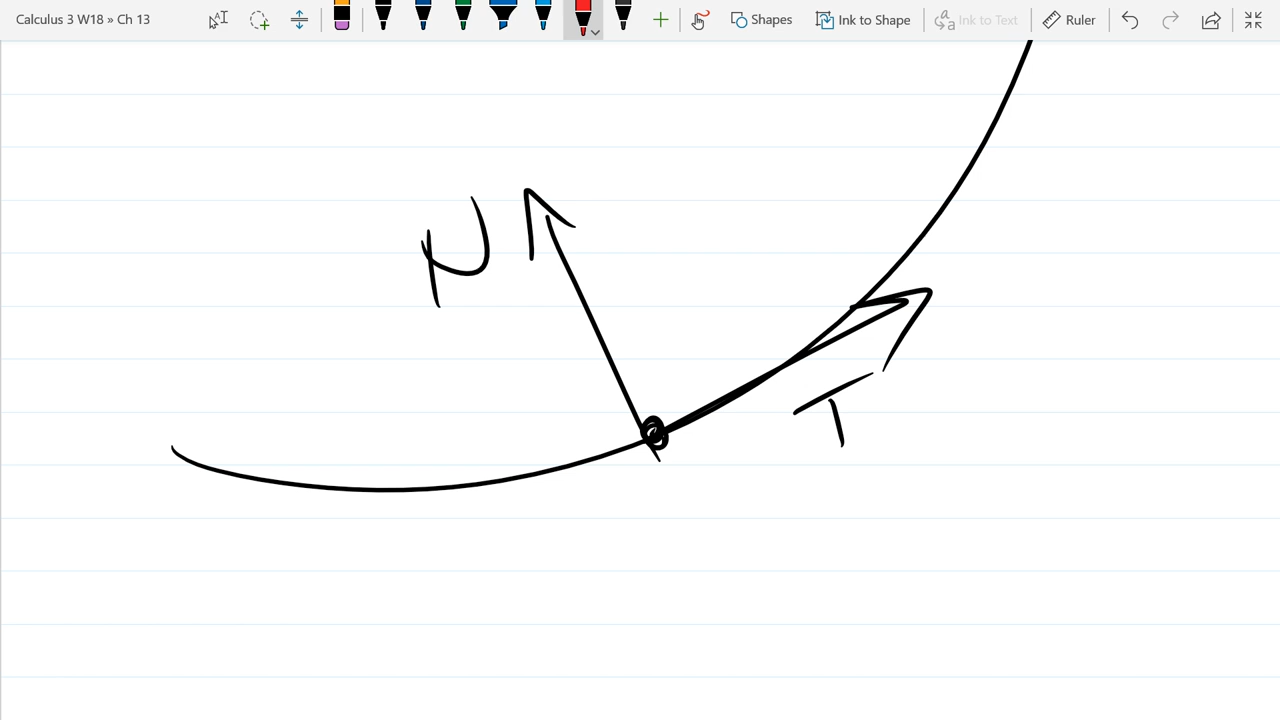 Calculus 3 W18 » Ch 13
Shapes
Ink to Shape
Ink to Text
Ruler
N
T